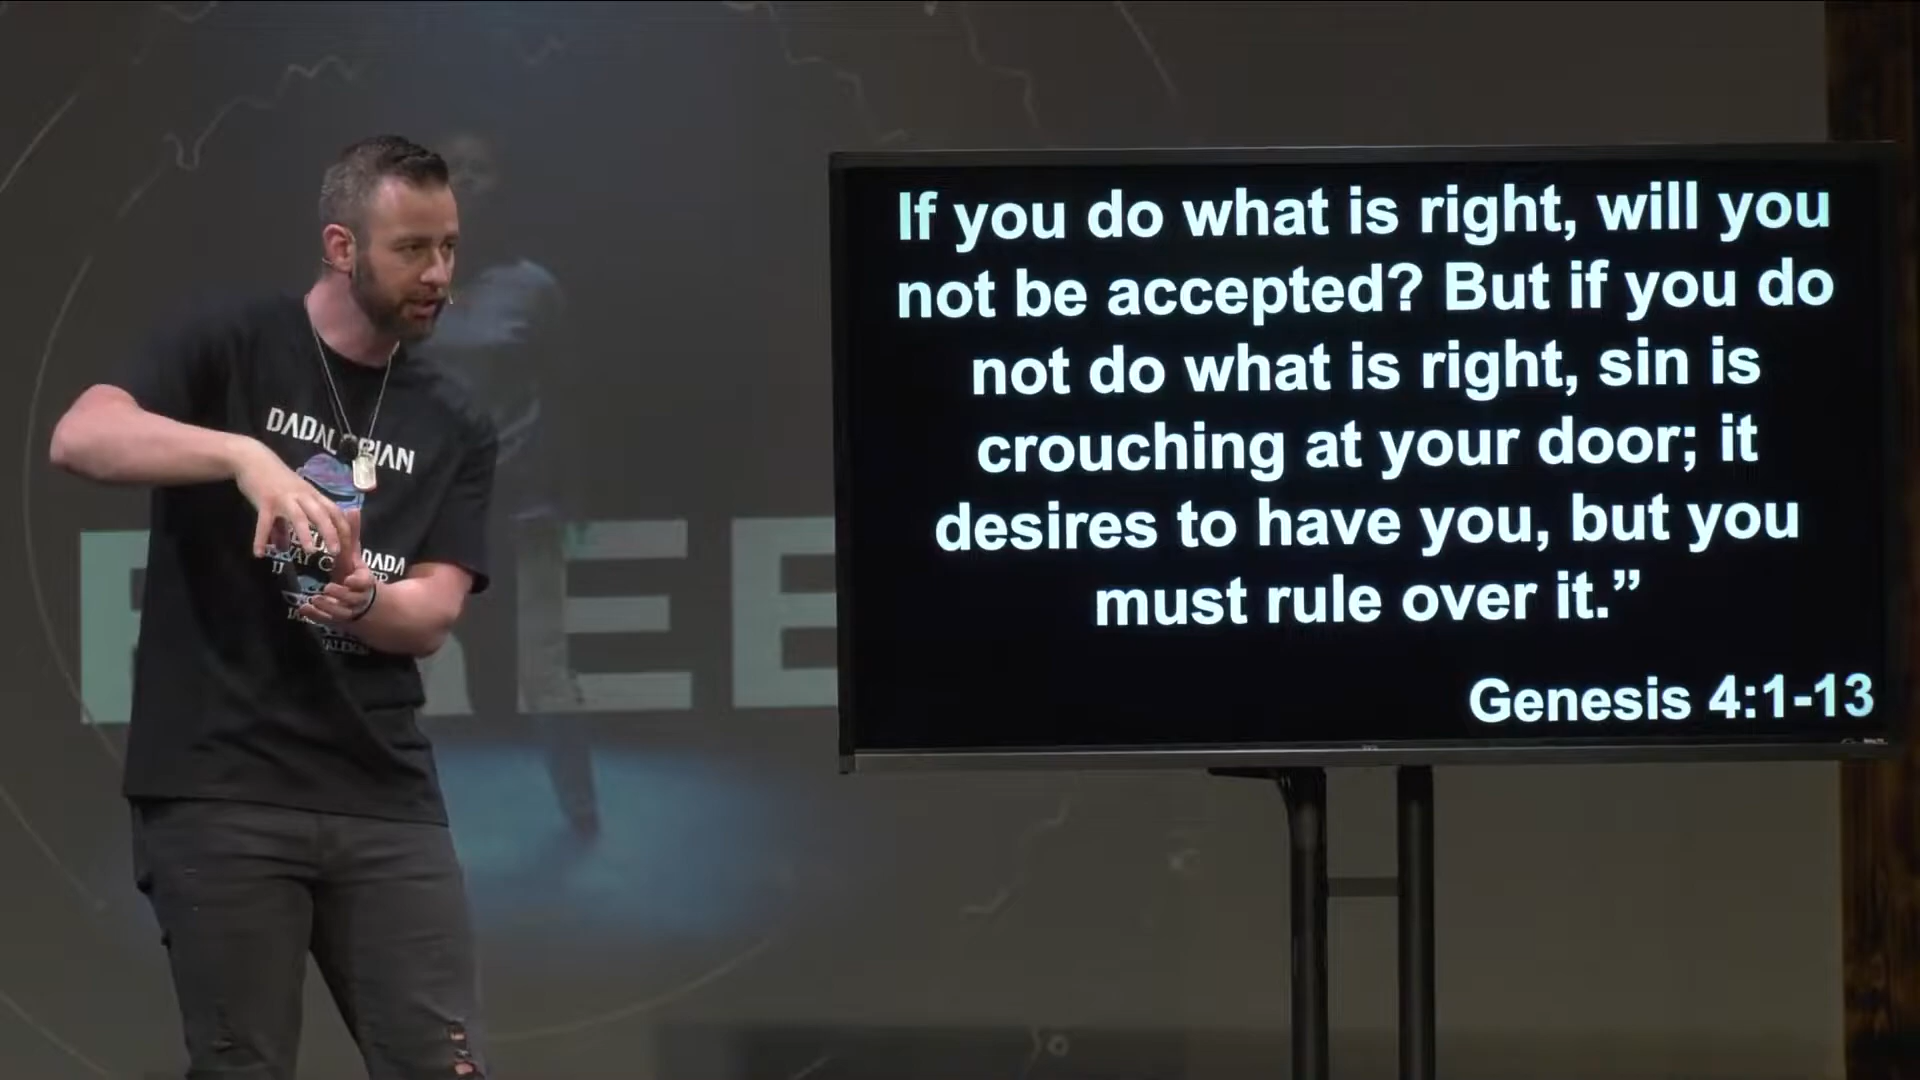 If you do what is right, will you
not be accepted? But if you do
not do what is right, sin is
crouching at your door; it
desires to have you, but you
must rule over it.”
Genesis 4:1-13
DADA